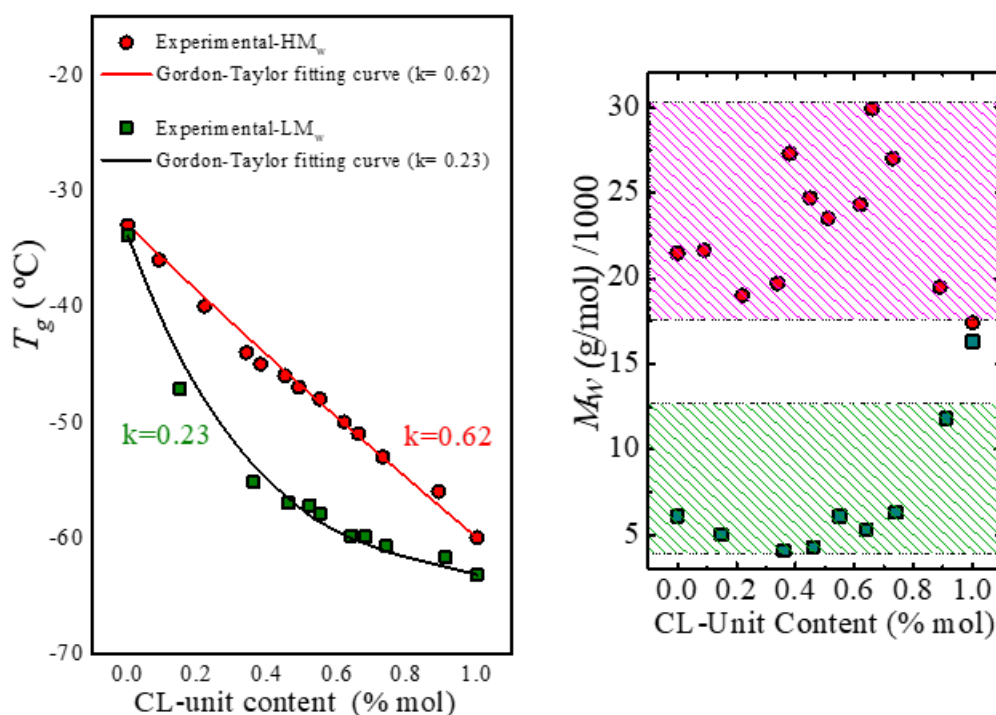 Experimental-HMw
Gordon-Taylor fitting curve (k= 0.62)
Experimental-LMw
Gordon-Taylor fitting curve (k= 0.23)
-20
-30
-40
-50
-60
-70
Tg ( ºC)
k=0.23
k=0.62
0.0 0.2 0.4 0.6 0.8 1.0
CL-unit content (% mol)
30
25
20
15
10
5
Mw (g/mol) /1000
0.0 0.2 0.4 0.6 0.8 1.0
CL-Unit Content (% mol)